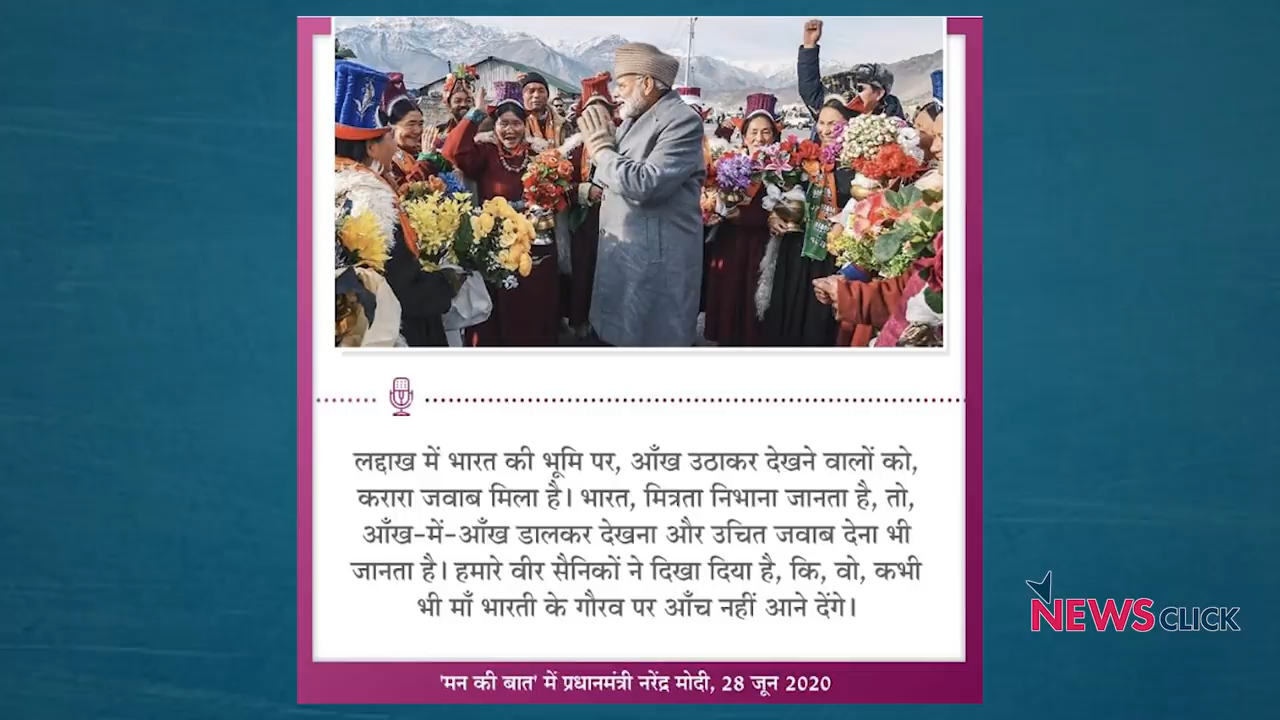 लद्दाख में भारत की भूमि पर, आँख उठाकर देखने वालों को,
करारा जवाब मिला है। भारत, मित्रता निभाना जानता है, तो,
आँख-में-आँख डालकर देखना और उचित जवाब देना भी
जानता है। हमारे वीर सैनिकों ने दिखा दिया है, कि, वो, कभी
भी माँ भारती के गौरव पर आँच नहीं आने देंगे।
NEWSCLICK
'मन की बात' में प्रधानमंत्री नरेंद्र मोदी, 28 जून 2020